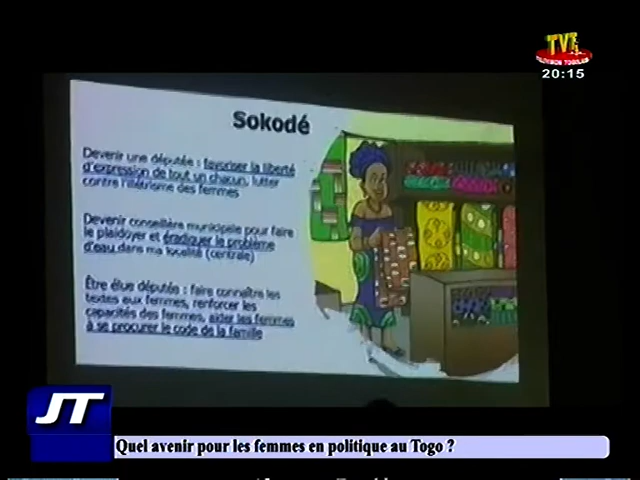 TVT
TELEVISION TOGOLAISE
20:15
Sokodé
Devenir une députée : favoriser la liberté
d'expression de tout un chacun, lutter
contre l'illétrisme des femmes
Devenir conseillère municipale pour faire
le plaidoyer et éradiquer le problème
d'eau dans ma localité (centrale)
Être élue députée : faire connaître les
textes aux femmes, renforcer les
capacités des femmes, aider les femmes
à se procurer le code de la famille
JT
Quel avenir pour les femmes en politique au Togo ?